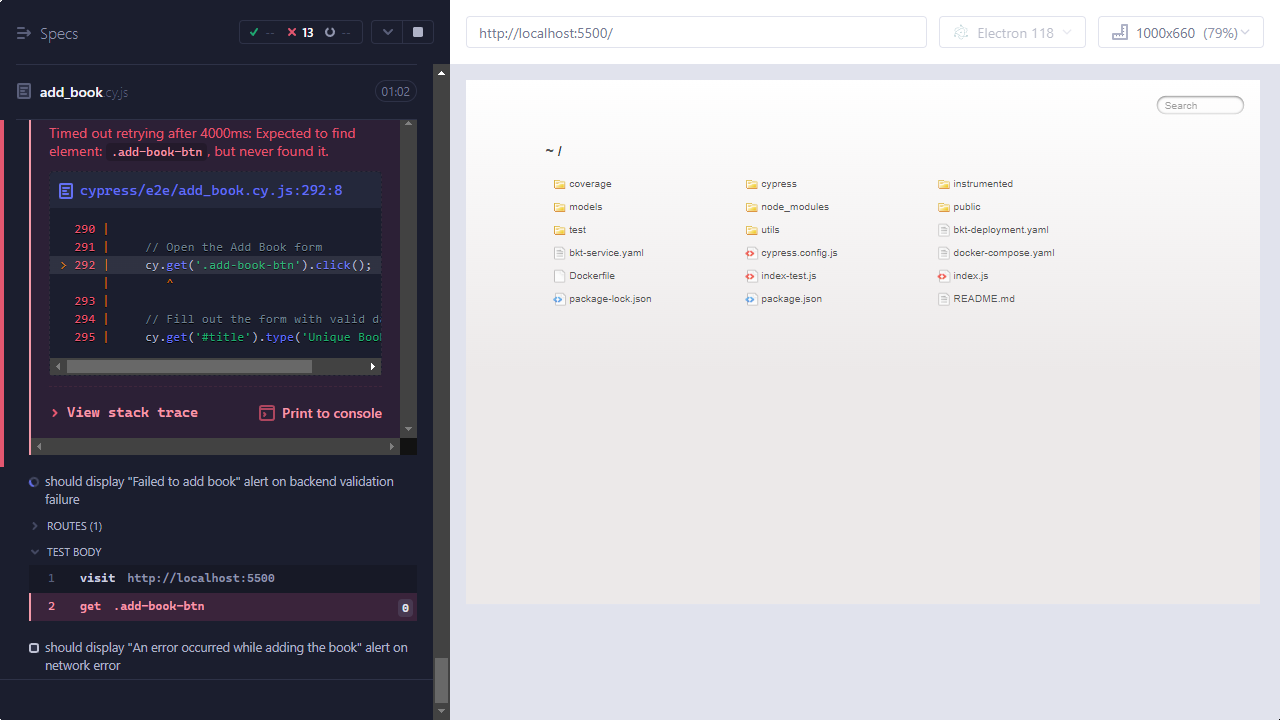 Specs
-- 13 --
add_book.cy.js
01:02
Timed out retrying after 4000ms: Expected to find
element: .add-book-btn, but never found it.
cypress/e2e/add_book.cy.js:292:8
290 |
291 | // Open the Add Book form
> 292 | cy.get('.add-book-btn').click();
| ^
293 |
294 | // Fill out the form with valid da
295 | cy.get('#title').type('Unique Boo
> View stack trace
Print to console
should display "Failed to add book" alert on backend validation
failure
ROUTES (1)
TEST BODY
1 visit http://localhost:5500
2 get .add-book-btn 0
should display "An error occurred while adding the book" alert on
network error
http://localhost:5500/
Electron 118
1000x660 (79%)
Search
~ /
coverage cypress instrumented
models node_modules public
test utils bkt-deployment.yaml
bkt-service.yaml cypress.config.js docker-compose.yaml
Dockerfile index-test.js index.js
package-lock.json package.json README.md